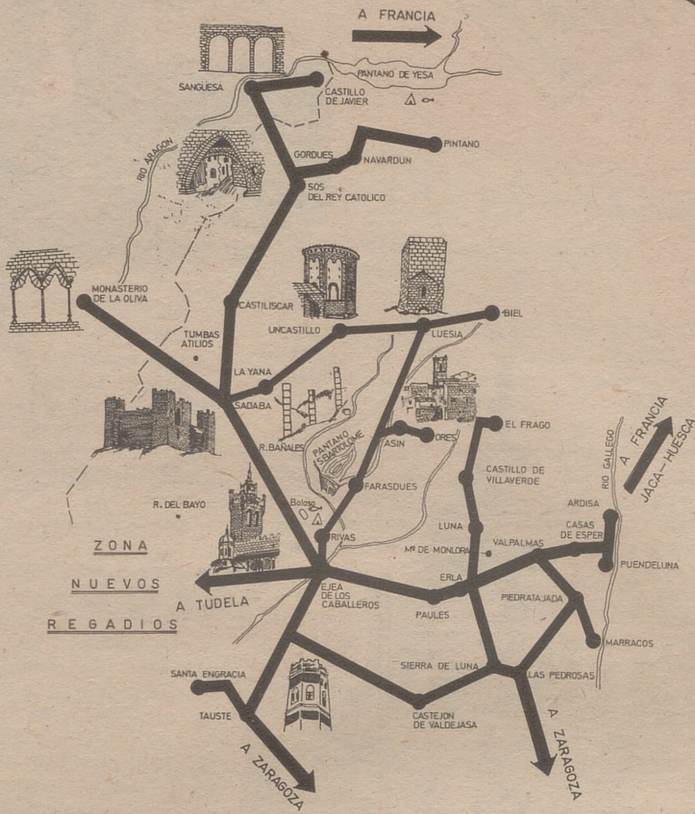 A FRANCIA
PANTANO DE YESA
SANGÜESA
CASTILLO
DE JAVIER
RIO ARAGON
GORDUES
NAVARDUN
PINTANO
SOS
DEL REY CATOLICO
MONASTERIO
DE LA OLIVA
CASTILISCAR
UNCASTILLO
LUESIA
BIEL
TUMBAS
ATILIOS
LA YANA
SADABA
R. BAÑALES
PANTANO
S. BARTOLOME
ASIN
ORES
EL FRAGO
RIO GALLEGO
A FRANCIA
JACA-HUESCA
CASTILLO DE
VILLAVERDE
FARASDUES
R. DEL BAYO
Bolaso
RIVAS
LUNA
Mº DE MONLORA
VALPALMAS
ARDISA
CASAS
DE ESPER
PUENDELUNA
ZONA
NUEVOS
REGADIOS
A TUDELA
EJEA
DE LOS
CABALLEROS
ERLA
PAULES
PIEDRATAJADA
MARRACOS
SIERRA DE LUNA
LAS PEDROSAS
SANTA ENGRACIA
TAUSTE
CASTEJON
DE VALDEJASA
A ZARAGOZA
A ZARAGOZA